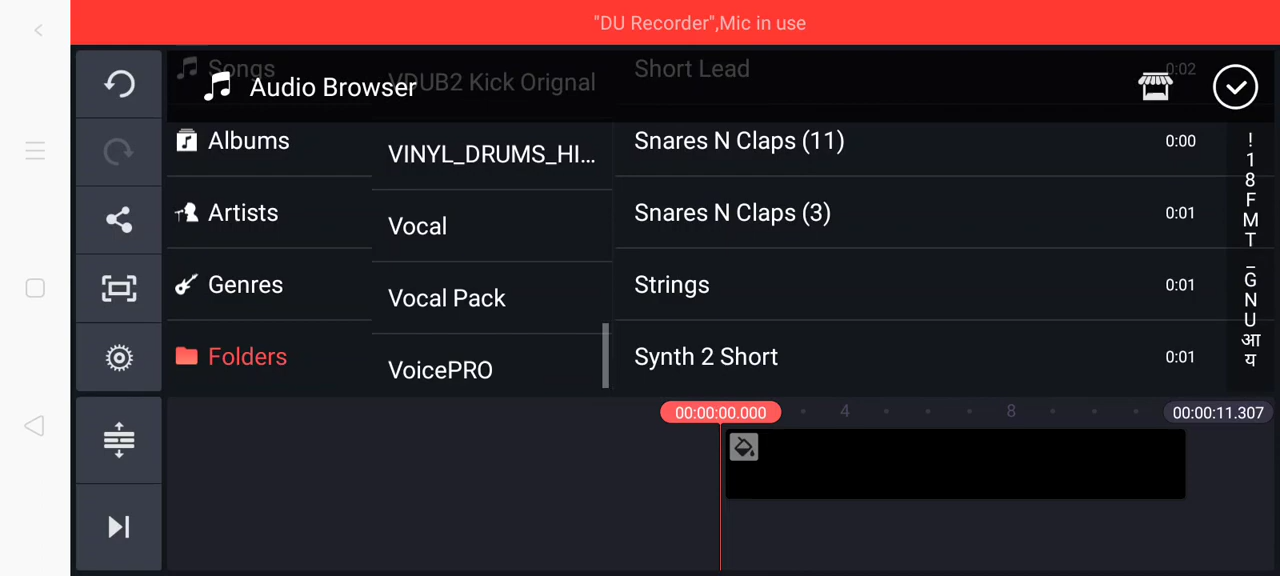 "DU Recorder",Mic in use
Songs
VDUB2 Kick Orignal
Short Lead
0:02
Audio Browser
Albums
VINYL_DRUMS_HI...
Snares N Claps (11)
0:00
Artists
Vocal
Snares N Claps (3)
0:01
Genres
Vocal Pack
Strings
0:01
Folders
VoicePRO
Synth 2 Short
0:01
!
1
8
F
M
T
_
G
N
U
आ
य
00:00:00.000
4
8
00:00:11.307